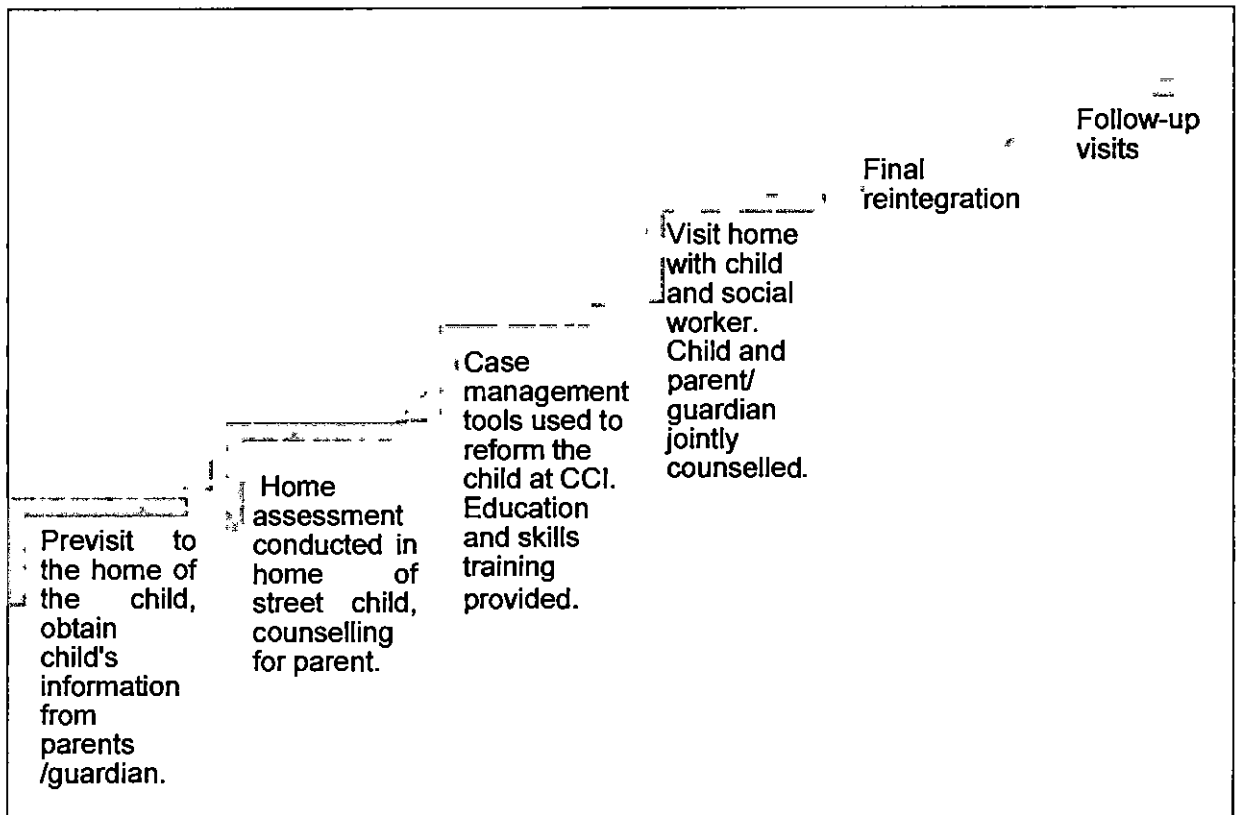 Previsit to
the home of
the child,
obtain
child's
information
from
parents
/guardian.
Home
assessment
conducted in
home of
street child,
counselling
for parent.
Case
management
tools used to
reform the
child at CCI.
Education
and skills
training
provided.
Visit home
with child
and social
worker.
Child and
parent/
guardian
jointly
counselled.
Final
reintegration
Follow-up
visits